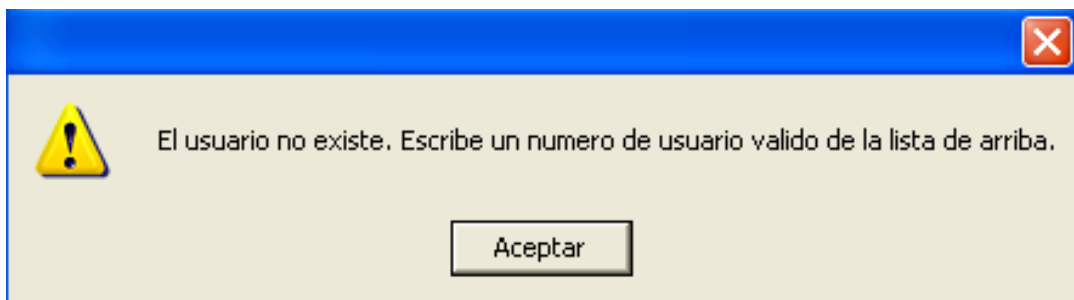 El usuario no existe. Escribe un numero de usuario valido de la lista de arriba.
Aceptar